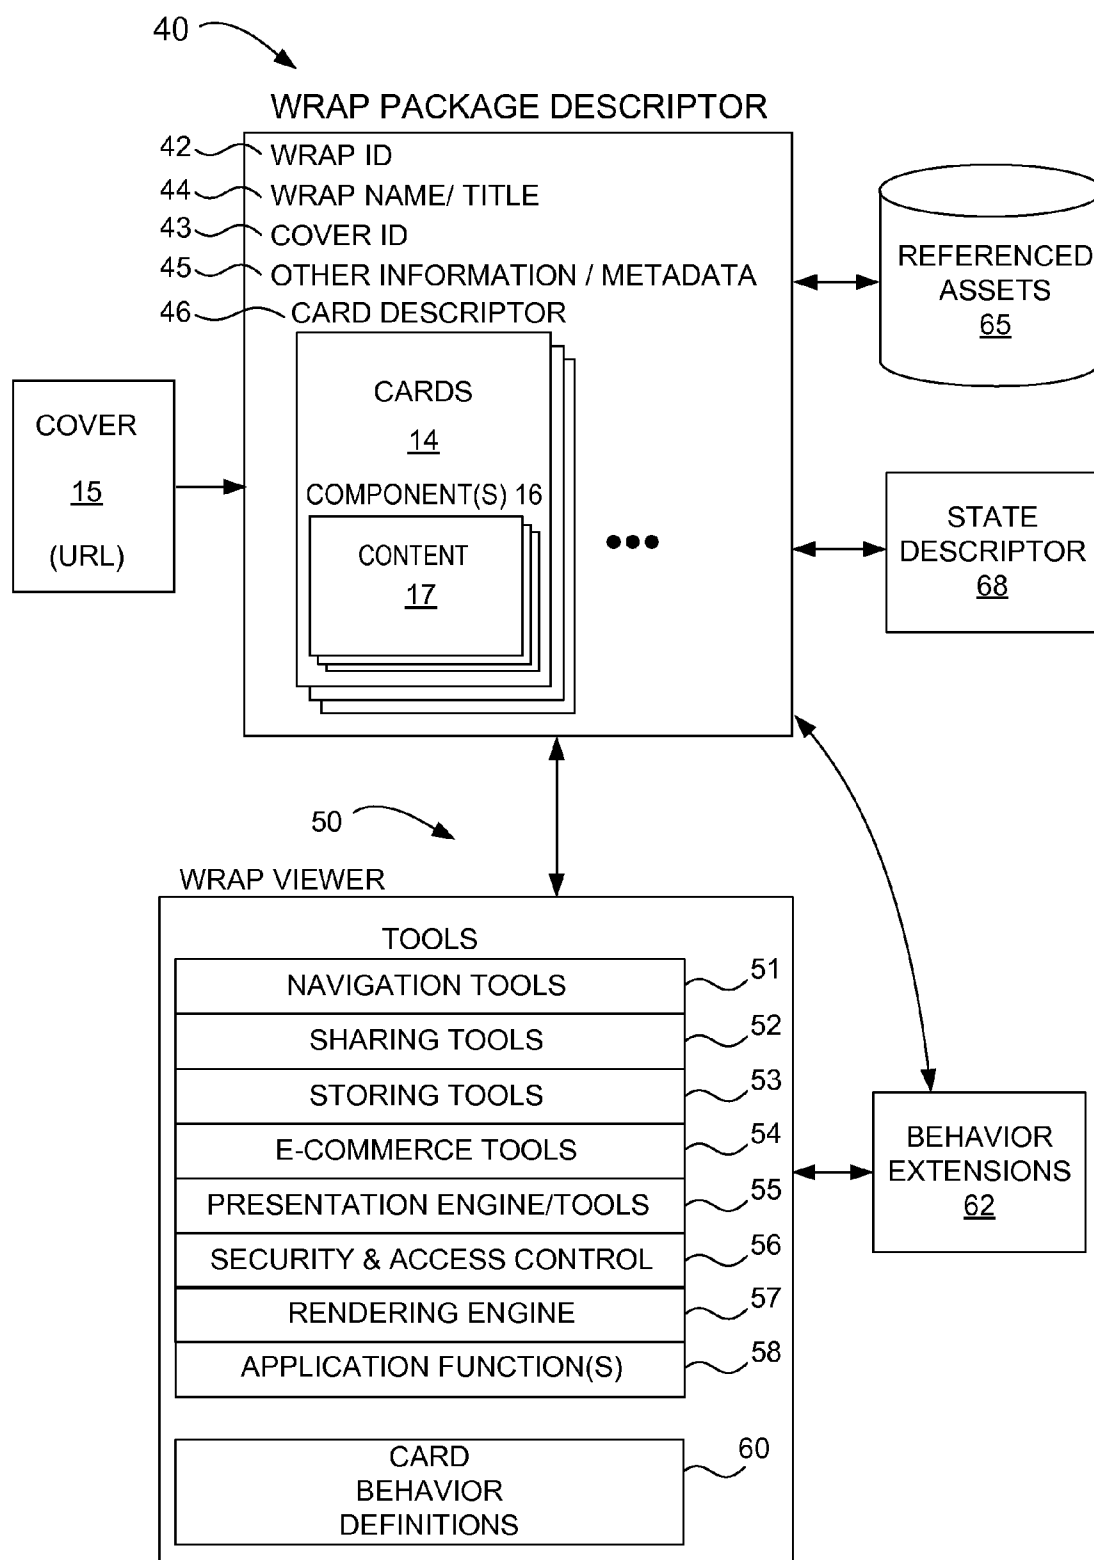 40
WRAP PACKAGE DESCRIPTOR
42 WRAP ID
44 WRAP NAME/ TITLE
43 COVER ID
45 OTHER INFORMATION / METADATA
46 CARD DESCRIPTOR
CARDS
14
COMPONENT(S) 16
CONTENT
17
COVER
15
(URL)
REFERENCED
ASSETS
65
STATE
DESCRIPTOR
68
50
WRAP VIEWER
TOOLS
NAVIGATION TOOLS 51
SHARING TOOLS 52
STORING TOOLS 53
E-COMMERCE TOOLS 54
PRESENTATION ENGINE/TOOLS 55
SECURITY & ACCESS CONTROL 56
RENDERING ENGINE 57
APPLICATION FUNCTION(S) 58
CARD 60
BEHAVIOR
DEFINITIONS
BEHAVIOR
EXTENSIONS
62